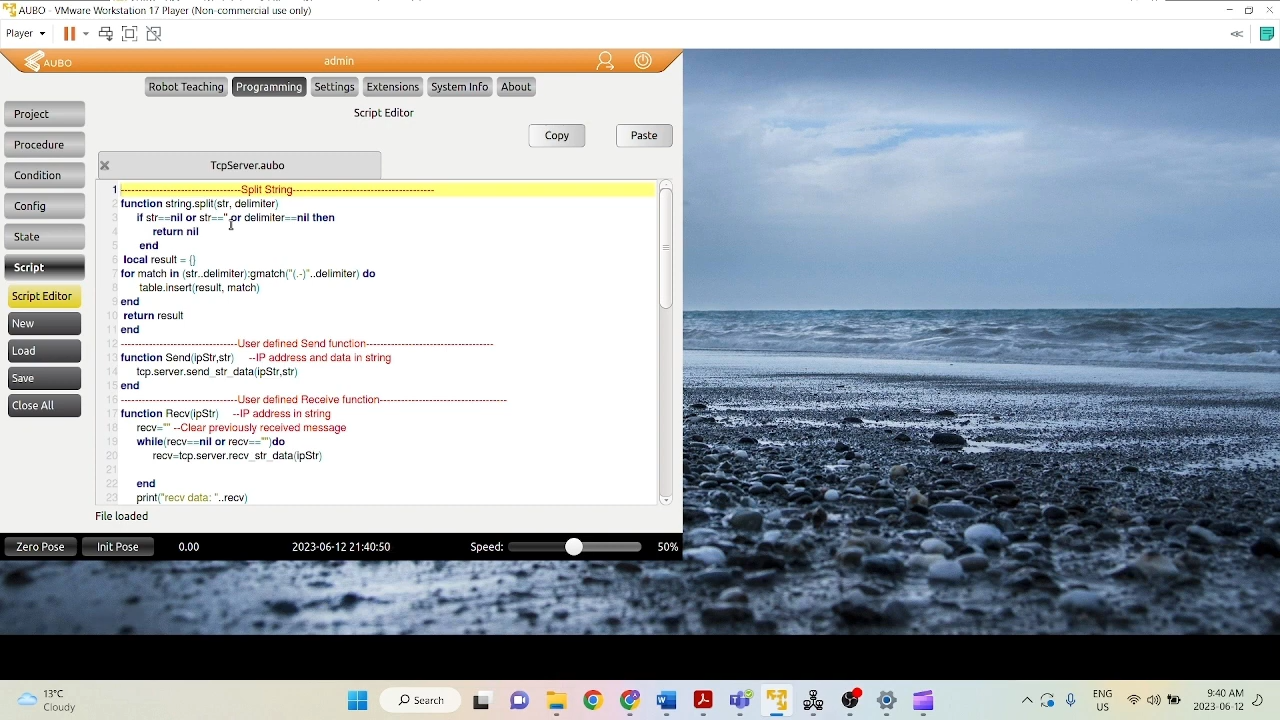 AUBO - VMware Workstation 17 Player (Non-commercial use only)
Player
AUBO
admin
Robot Teaching
Programming
Settings
Extensions
System Info
About
Project
Procedure
Condition
Config
State
Script
Script Editor
New
Load
Save
Close All
Script Editor
Copy
Paste
TcpServer.aubo
1 ----------------------------------Split String----------------------------------------
2 function string.split(str, delimiter)
3 if str==nil or str=='' or delimiter==nil then
4 return nil
5 end
6 local result = {}
7 for match in (str..delimiter):gmatch("(.-)"..delimiter) do
8 table.insert(result, match)
9 end
10 return result
11 end
12 ---------------------------------User defined Send function------------------------------------
13 function Send(ipStr,str) --IP address and data in string
14 tcp.server.send_str_data(ipStr,str)
15 end
16 ---------------------------------User defined Receive function------------------------------------
17 function Recv(ipStr) --IP address in string
18 recv="" --Clear previously received message
19 while(recv==nil or recv=="")do
20 recv=tcp.server.recv_str_data(ipStr)
21
22 end
23 print("recv data: "..recv)
File loaded
Zero Pose
Init Pose
0.00
2023-06-12 21:40:50
Speed:
50%
13°C
Cloudy
Search
ENG
US
9:40 AM
2023-06-12